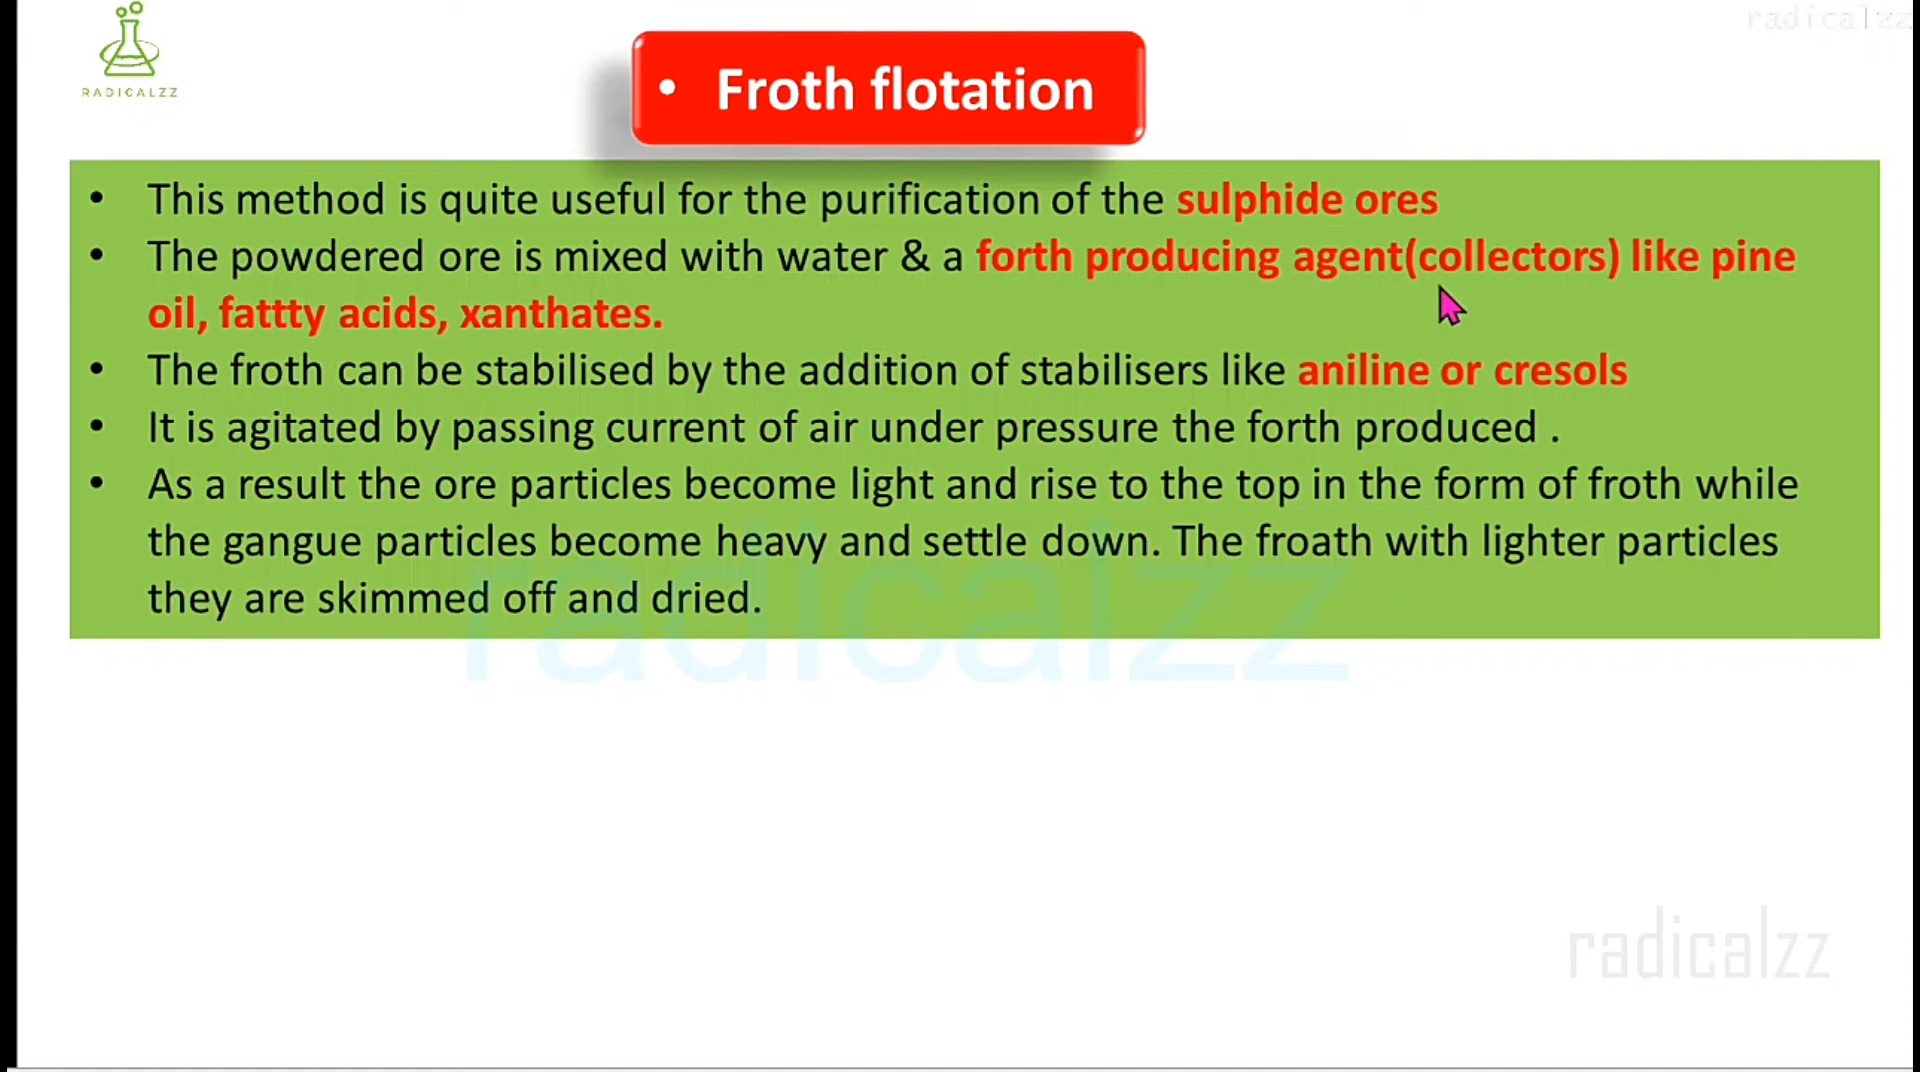 radicalzz
RADICALZZ
• Froth flotation
• This method is quite useful for the purification of the sulphide ores
• The powdered ore is mixed with water & a forth producing agent(collectors) like pine
oil, fattty acids, xanthates.
• The froth can be stabilised by the addition of stabilisers like aniline or cresols
• It is agitated by passing current of air under pressure the forth produced .
• As a result the ore particles become light and rise to the top in the form of froth while
the gangue particles become heavy and settle down. The froath with lighter particles
they are skimmed off and dried.
radicalzz
radicalzz